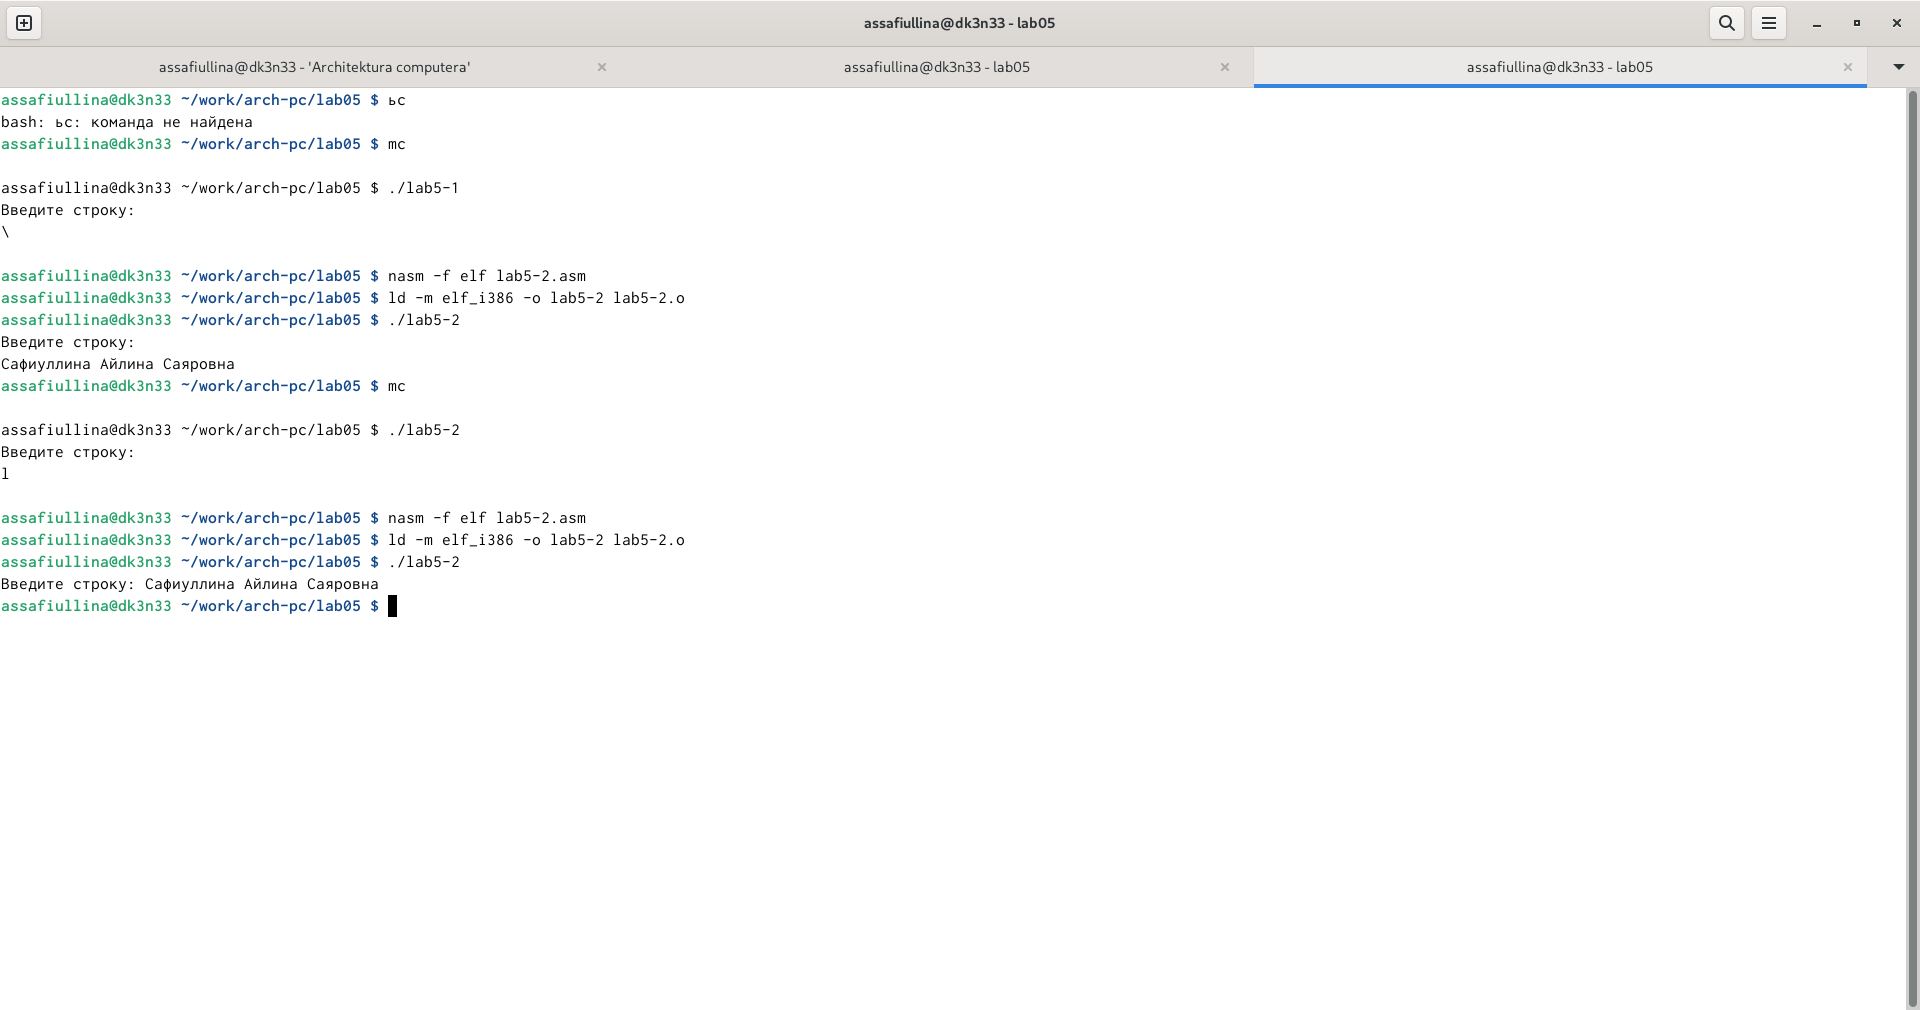 assafiullina@dk3n33 - lab05
assafiullina@dk3n33 - 'Architektura computera'
assafiullina@dk3n33 - lab05
assafiullina@dk3n33 - lab05
assafiullina@dk3n33 ~/work/arch-pc/lab05 $ ьс
bash: ьс: команда не найдена
assafiullina@dk3n33 ~/work/arch-pc/lab05 $ mc
assafiullina@dk3n33 ~/work/arch-pc/lab05 $ ./lab5-1
Введите строку:
\
assafiullina@dk3n33 ~/work/arch-pc/lab05 $ nasm -f elf lab5-2.asm
assafiullina@dk3n33 ~/work/arch-pc/lab05 $ ld -m elf_i386 -o lab5-2 lab5-2.o
assafiullina@dk3n33 ~/work/arch-pc/lab05 $ ./lab5-2
Введите строку:
Сафиуллина Айлина Саяровна
assafiullina@dk3n33 ~/work/arch-pc/lab05 $ mc
assafiullina@dk3n33 ~/work/arch-pc/lab05 $ ./lab5-2
Введите строку:
l
assafiullina@dk3n33 ~/work/arch-pc/lab05 $ nasm -f elf lab5-2.asm
assafiullina@dk3n33 ~/work/arch-pc/lab05 $ ld -m elf_i386 -o lab5-2 lab5-2.o
assafiullina@dk3n33 ~/work/arch-pc/lab05 $ ./lab5-2
Введите строку: Сафиуллина Айлина Саяровна
assafiullina@dk3n33 ~/work/arch-pc/lab05 $